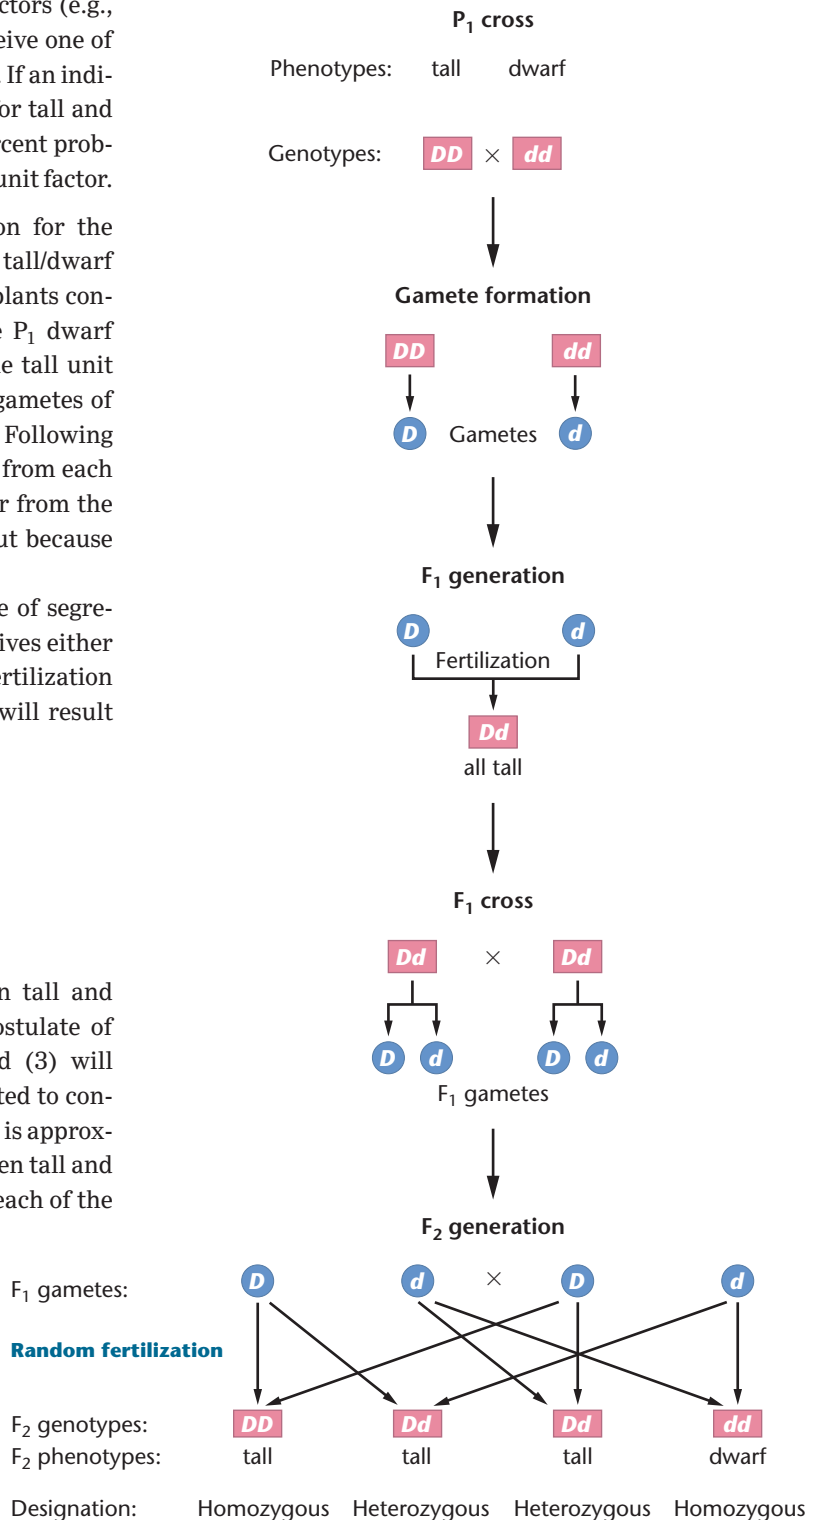 ctors (e.g.,
eive one of
If an indi-
or tall and
rcent prob-
unit factor.
on for the
tall/dwarf
plants con-
e P1 dwarf
e tall unit
gametes of
Following
from each
r from the
ut because
e of segre-
ives either
ertilization
will result
n tall and
ostulate of
d (3) will
ted to con-
is approx-
en tall and
each of the
P1 cross
Phenotypes: tall dwarf
Genotypes: DD × dd
Gamete formation
DD dd
D Gametes d
F1 generation
D d
Fertilization
Dd
all tall
F1 cross
Dd × Dd
D d D d
F1 gametes
F2 generation
F1 gametes: D d × D d
Random fertilization
F2 genotypes: DD Dd Dd dd
F2 phenotypes: tall tall tall dwarf
Designation: Homozygous Heterozygous Heterozygous Homozygous